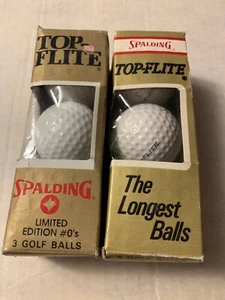 TOP-
FLITE
SPALDING
LIMITED
EDITION #0's
3 GOLF BALLS
SPALDING
TOP-FLITE
The
Longest
Balls